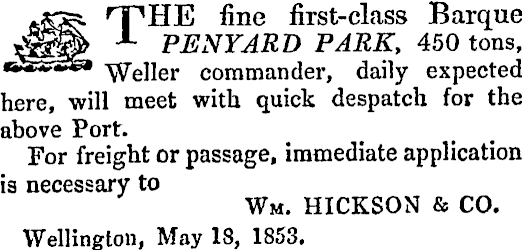 THE fine first-class Barque
PENYARD PARK, 450 tons,
Weller commander, daily expected
here, will meet with quick despatch for the
above Port.
For freight or passage, immediate application
is necessary to
WM. HICKSON & CO.
Wellington, May 18, 1853.